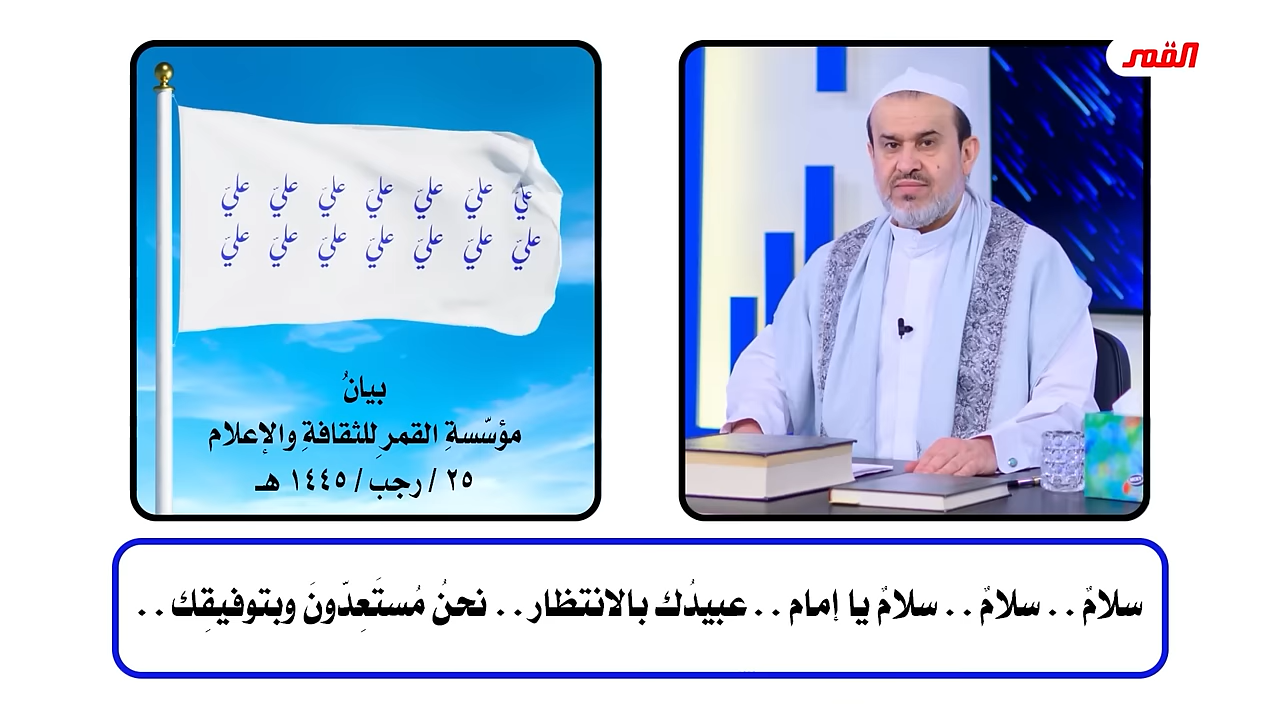 القمر
عليّ عليّ عليّ عليّ عليّ عليّ عليّ
عليّ عليّ عليّ عليّ عليّ عليّ عليّ
بيانُ
مؤسّسةِ القمرِ للثقافةِ والإعلام
٢٥ / رجب / ١٤٤٥ هـ
سلامٌ . . سلامٌ . . سلامٌ يا إمام . . عبيدُك بالانتظار . . نحنُ مُستَعِدّونَ وبتوفيقِك . .